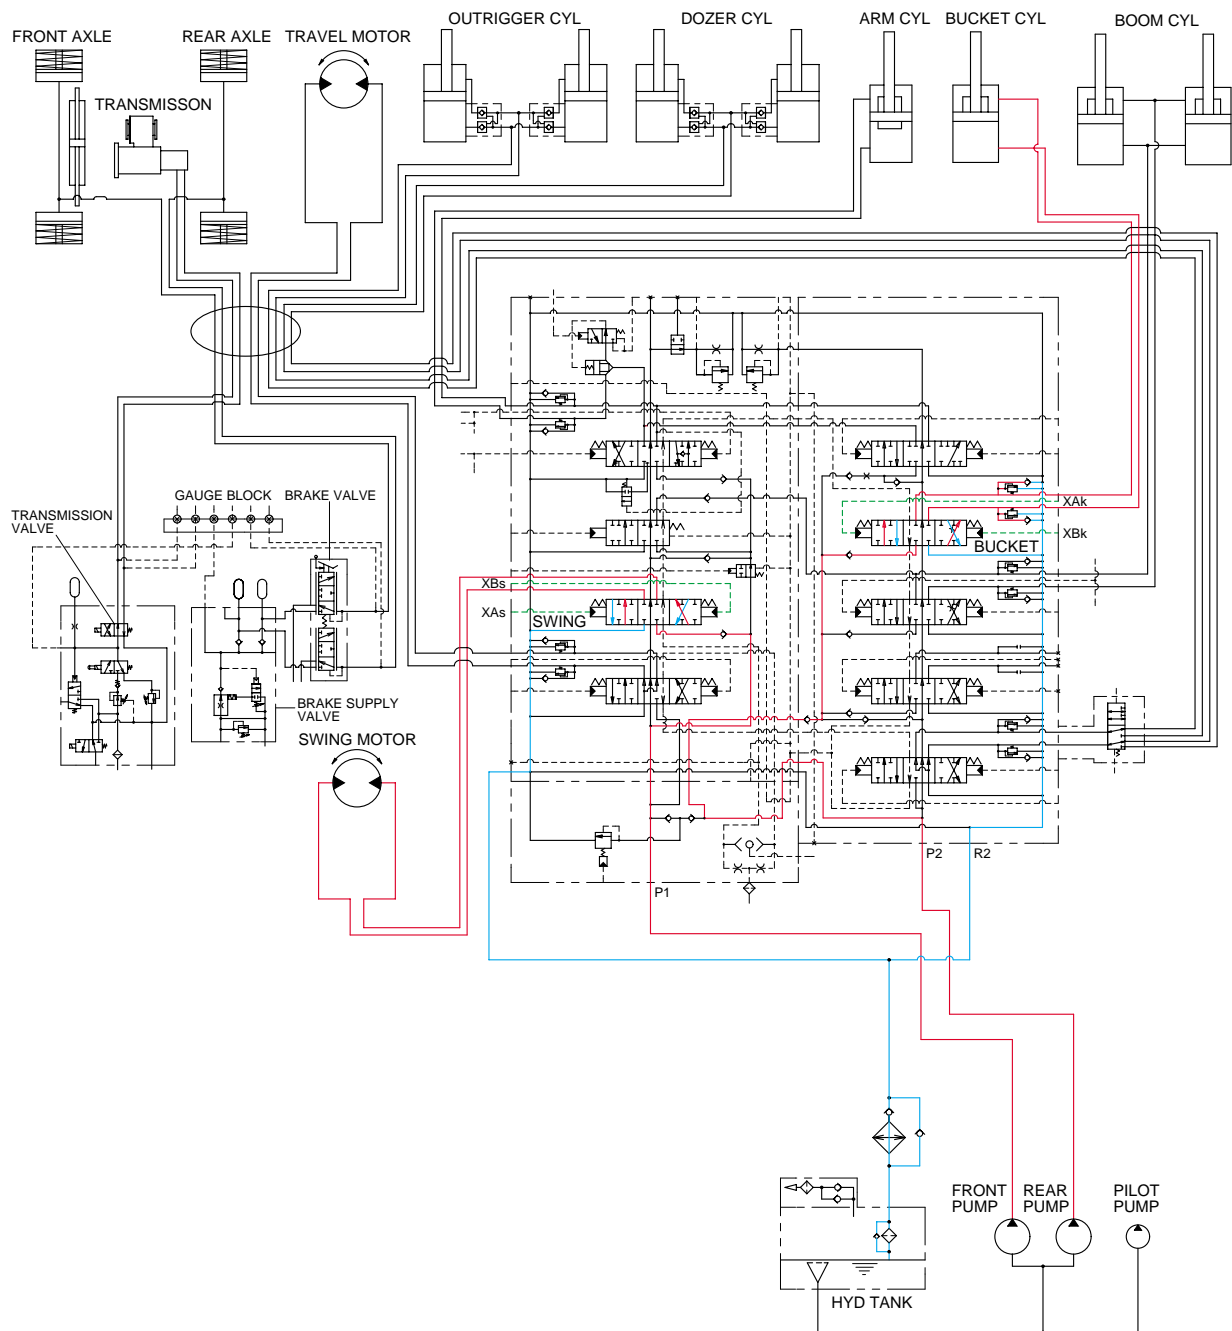 OUTRIGGER CYL
DOZER CYL
ARM CYL
BUCKET CYL
BOOM CYL
FRONT AXLE
REAR AXLE
TRAVEL MOTOR
TRANSMISSON
GAUGE BLOCK
BRAKE VALVE
TRANSMISSION
VALVE
XAk
XBk
BUCKET
XBs
XAs
SWING
BRAKE SUPPLY
VALVE
SWING MOTOR
P2
R2
P1
FRONT
PUMP
REAR
PUMP
PILOT
PUMP
HYD TANK